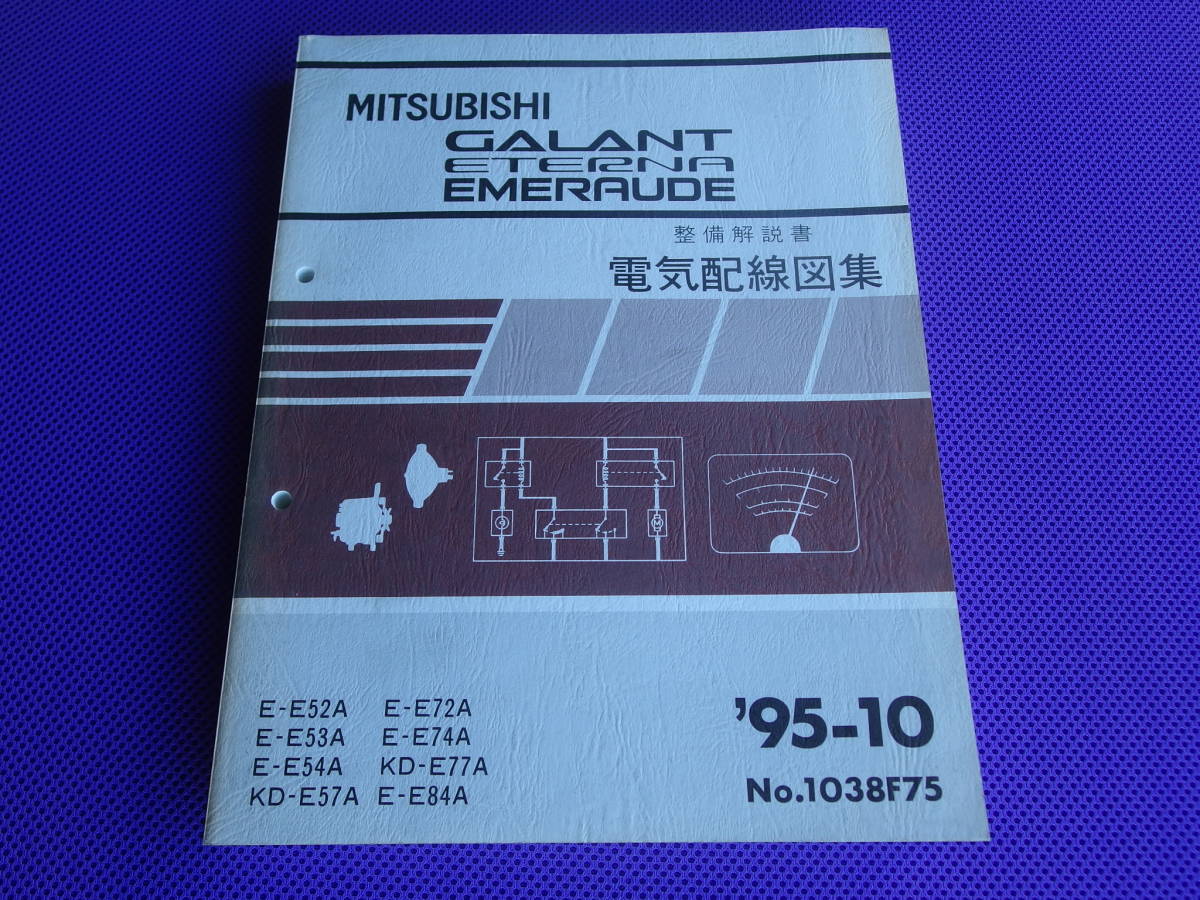 MITSUBISHI
GALANT
ETERNA
EMERAUDE
整備解説書
電気配線図集
M
E-E52A E-E72A
E-E53A E-E74A
E-E54A KD-E77A
KD-E57A E-E84A
'95-10
No.1038F75